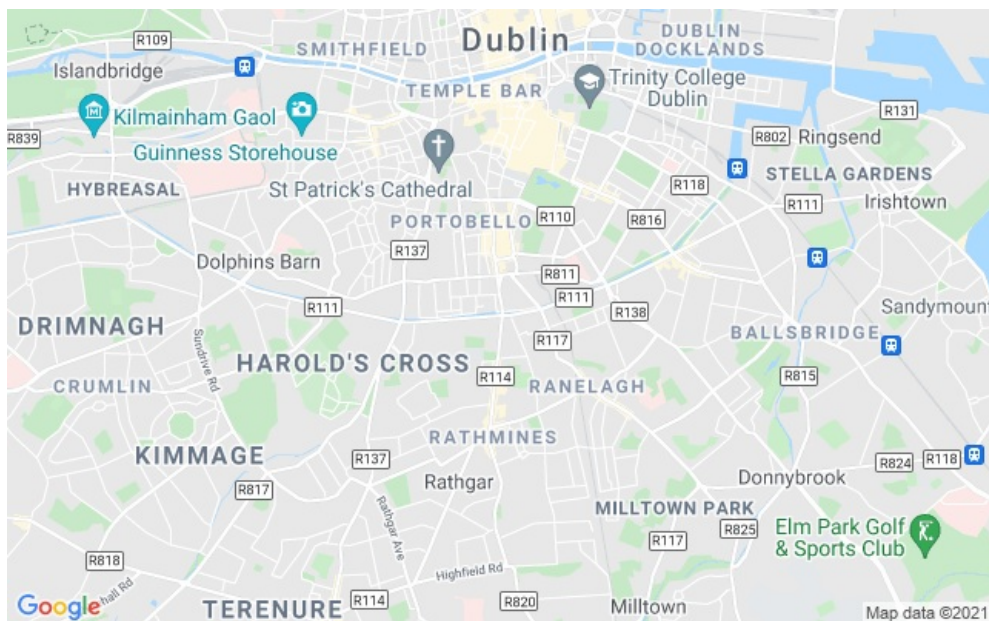 R109
SMITHFIELD
Dublin
DUBLIN
DOCKLANDS
Islandbridge
TEMPLE BAR
Trinity College
Dublin
R131
R839
Kilmainham Gaol
R802
Ringsend
Guinness Storehouse
HYBREASAL
St Patrick's Cathedral
R118
STELLA GARDENS
R111
Irishtown
PORTOBELLO
R110
R816
R137
Dolphins Barn
R811
R111
R111
R138
Sandymount
DRIMNAGH
R117
BALLSBRIDGE
Sundrive Rd
HAROLD'S CROSS
R114
RANELAGH
R815
CRUMLIN
RATHMINES
KIMMAGE
R137
R824
R118
Rathgar
Donnybrook
R817
Rathgar Ave
MILLTOWN PARK
R825
Elm Park Golf
& Sports Club
R117
R818
Highfield Rd
Google
hall Rd
TERENURE
R114
R820
Milltown
Map data ©2021